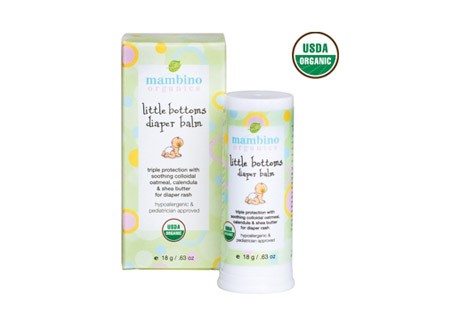 USDA
ORGANIC
mambino
organics
little bottoms
diaper balm
triple protection with
soothing colloidal
oatmeal, calendula
& shea butter
for diaper rash
hypoallergenic &
pediatrician approved
USDA
ORGANIC
e 18 g / .63 oz
mambino
organics
little bottoms
diaper balm
triple protection with
soothing colloidal oatmeal,
calendula & shea butter
for diaper rash
hypoallergenic &
pediatrician approved
USDA
ORGANIC
e 18 g / .63 oz